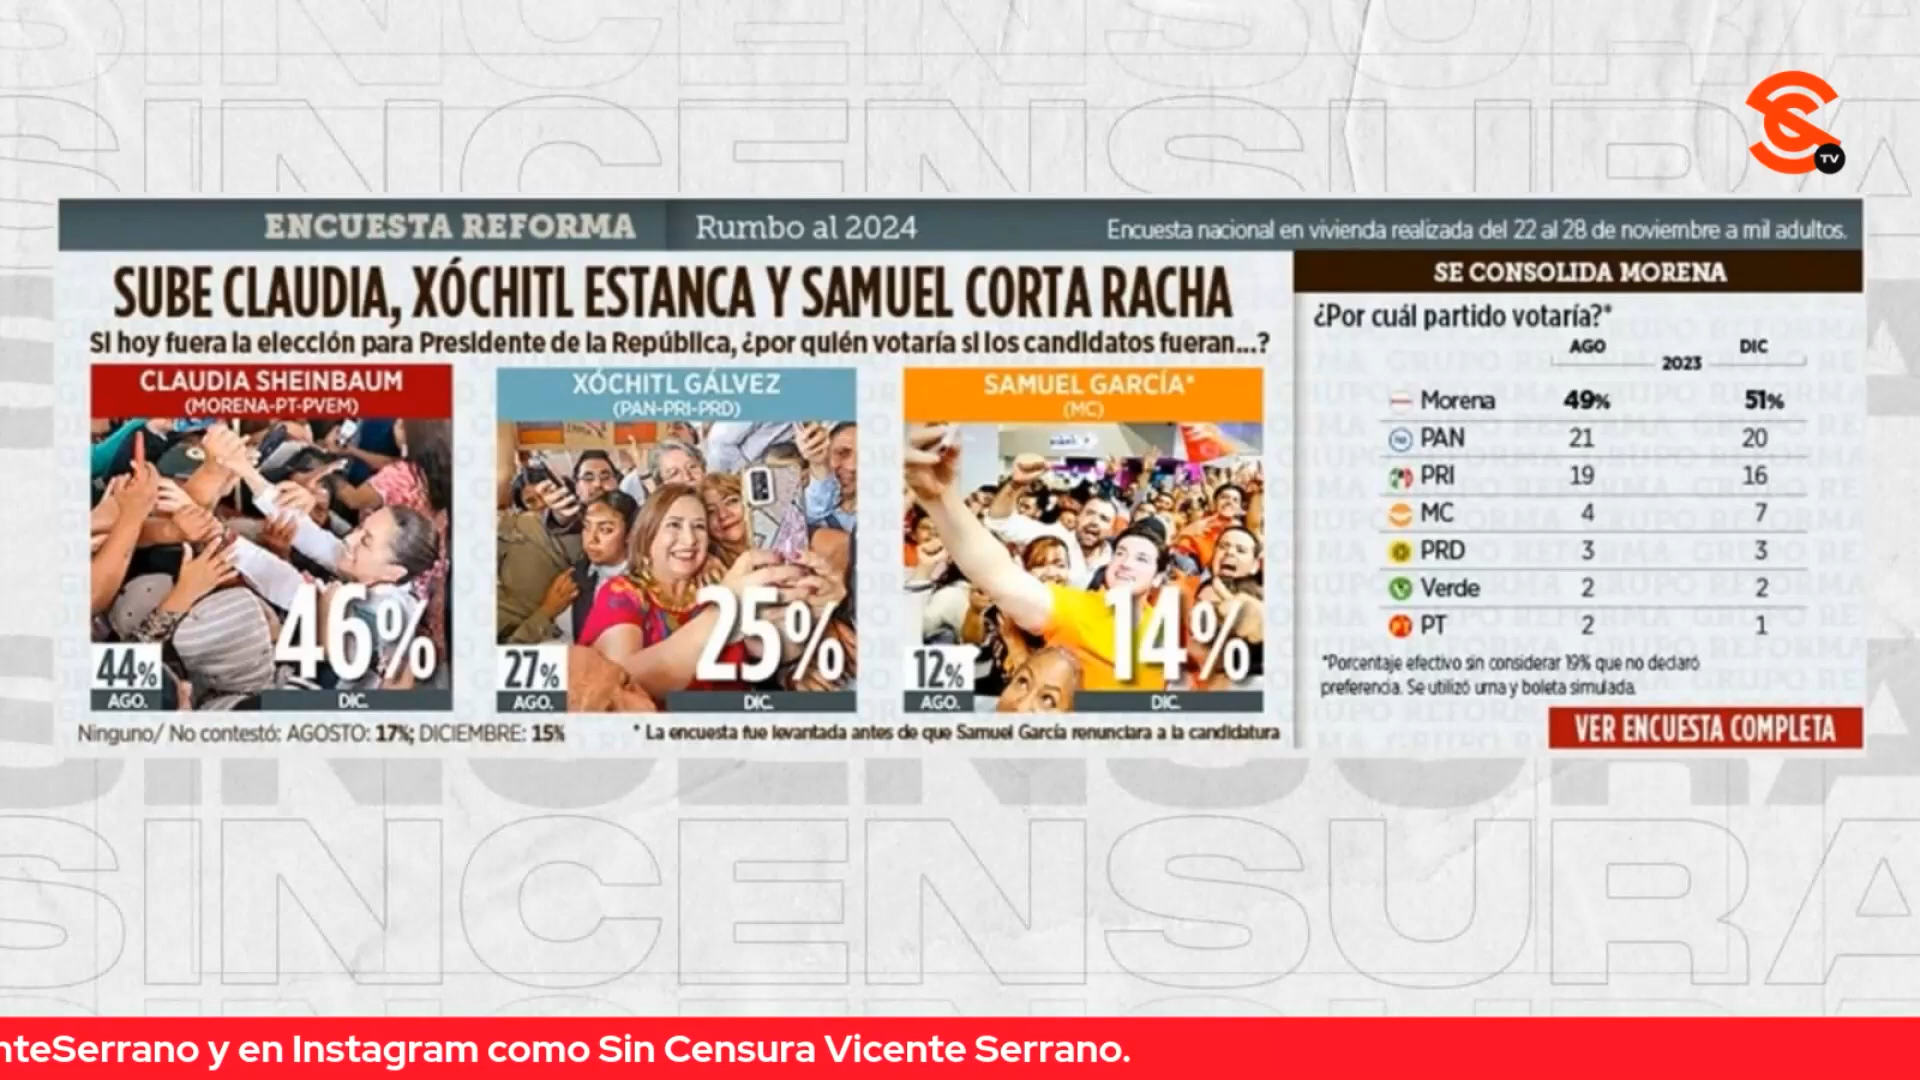 SINCENSURA
TV
ENCUESTA REFORMA
Rumbo al 2024
Encuesta nacional en vivienda realizada del 22 al 28 de noviembre a mil adultos.
SUBE CLAUDIA, XÓCHITL ESTANCA Y SAMUEL CORTA RACHA
Si hoy fuera la elección para Presidente de la República, ¿por quién votaría si los candidatos fueran...?
CLAUDIA SHEINBAUM
(MORENA-PT-PVEM)
44%
AGO.
46%
DIC.
XÓCHITL GÁLVEZ
(PAN-PRI-PRD)
27%
AGO.
25%
DIC.
SAMUEL GARCÍA*
(MC)
12%
AGO.
14%
DIC.
Ninguno/ No contestó: AGOSTO: 17%; DICIEMBRE: 15%
* La encuesta fue levantada antes de que Samuel García renunciara a la candidatura
SE CONSOLIDA MORENA
¿Por cuál partido votaría?*
AGO 2023 DIC
Morena 49% 51%
PAN 21 20
PRI 19 16
MC 4 7
PRD 3 3
Verde 2 2
PT 2 1
*Porcentaje efectivo sin considerar 19% que no declaró
preferencia. Se utilizó urna y boleta simulada.
VER ENCUESTA COMPLETA
SINCENSURA
nteSerrano y en Instagram como Sin Censura Vicente Serrano.